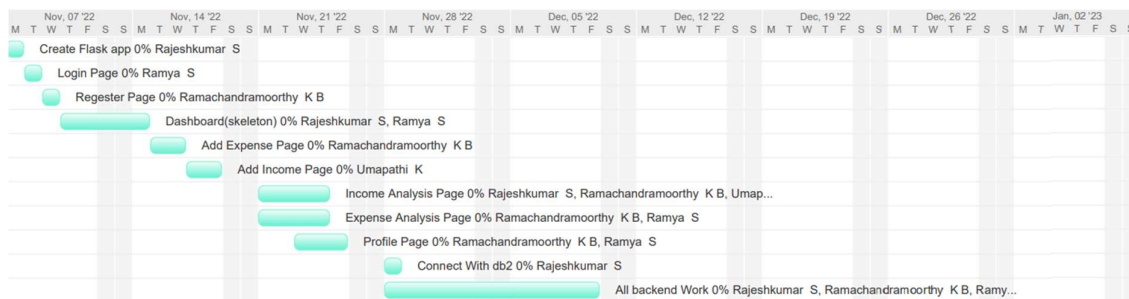 Nov, 07 '22 Nov, 14 '22 Nov, 21 '22 Nov, 28 '22 Dec, 05 '22 Dec, 12 '22 Dec, 19 '22 Dec, 26 '22 Jan, 02 '23
M T W T F S S M T W T F S S M T W T F S S M T W T F S S M T W T F S S M T W T F S S M T W T F S S M T W T F S S M T W T F S
Create Flask app 0% Rajeshkumar S
Login Page 0% Ramya S
Regester Page 0% Ramachandramoorthy K B
Dashboard(skeleton) 0% Rajeshkumar S, Ramya S
Add Expense Page 0% Ramachandramoorthy K B
Add Income Page 0% Umapathi K
Income Analysis Page 0% Rajeshkumar S, Ramachandramoorthy K B, Umap...
Expense Analysis Page 0% Ramachandramoorthy K B, Ramya S
Profile Page 0% Ramachandramoorthy K B, Ramya S
Connect With db2 0% Rajeshkumar S
All backend Work 0% Rajeshkumar S, Ramachandramoorthy K B, Ramy...